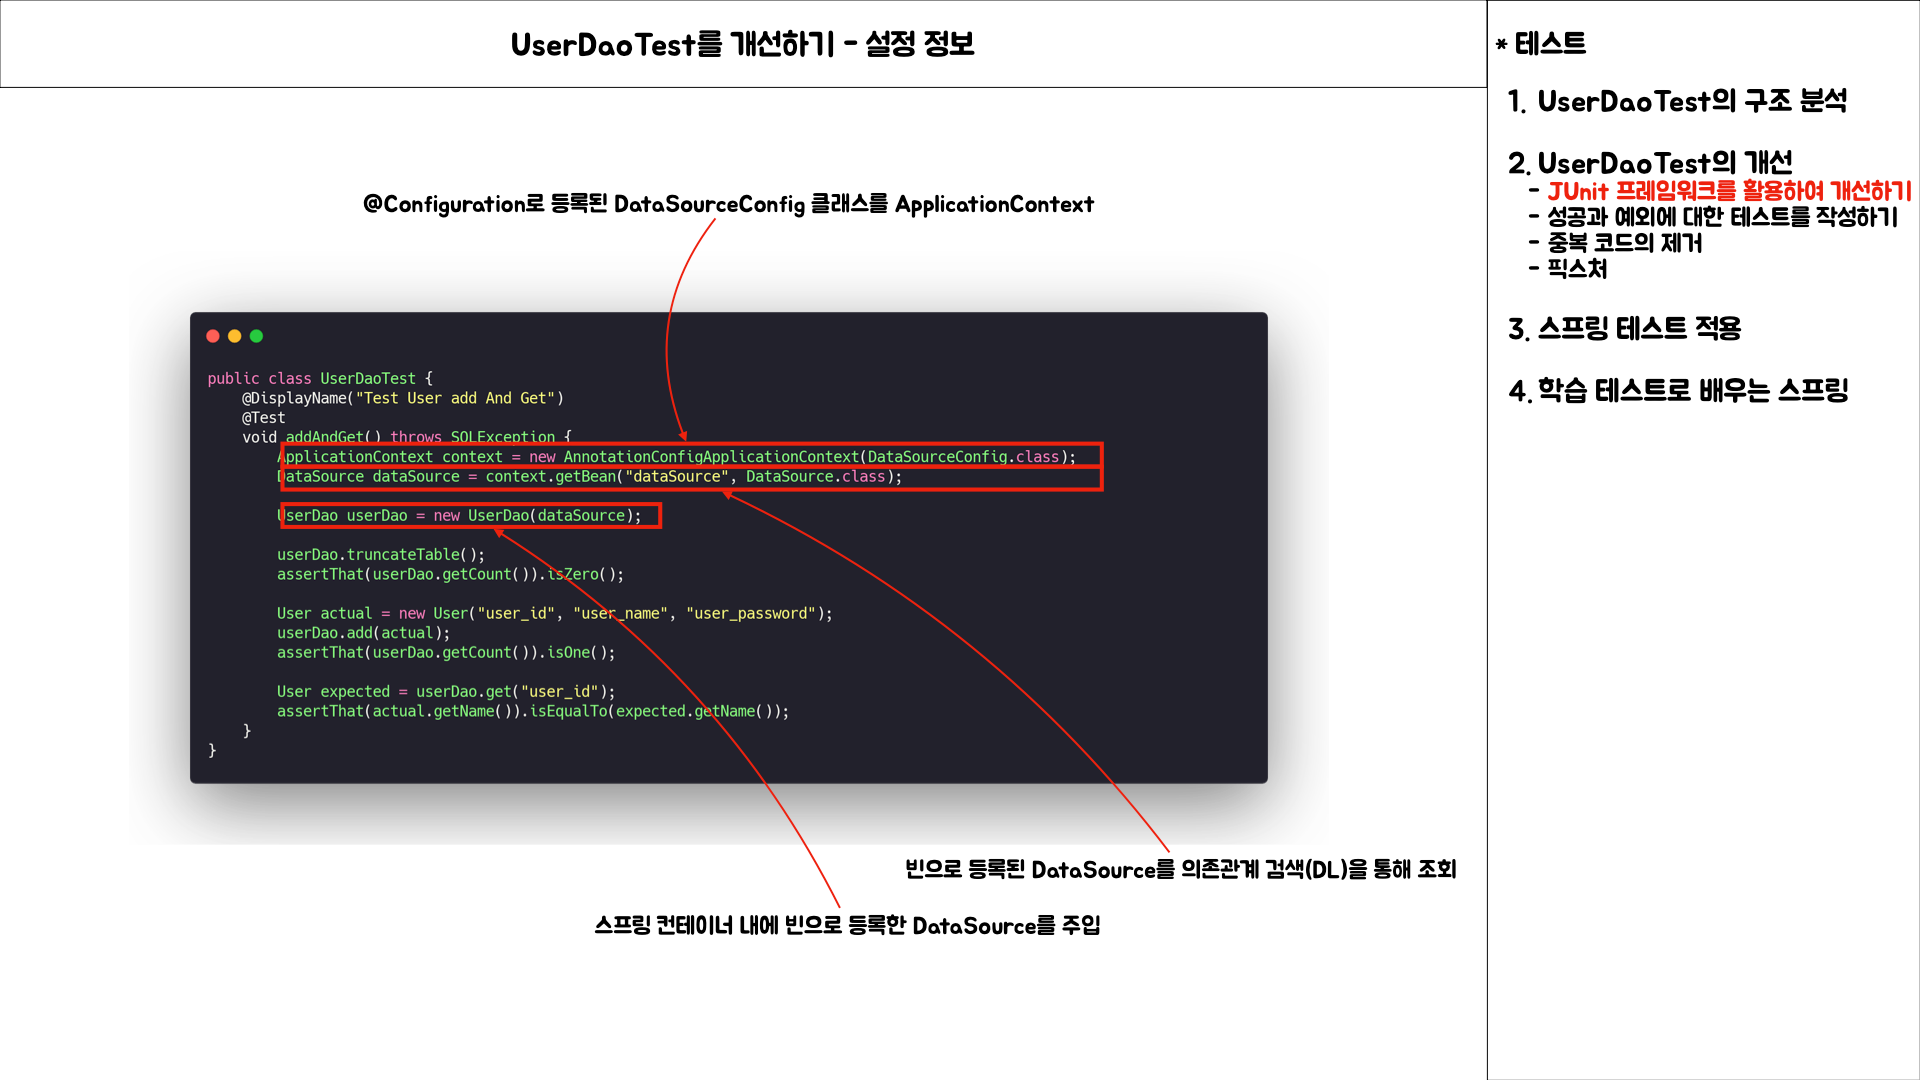 UserDaoTest를 개선하기 - 설정 정보
@Configuration로 등록된 DataSourceConfig 클래스를 ApplicationContext
public class UserDaoTest {
@DisplayName("Test User add And Get")
@Test
void addAndGet() throws SQLException {
ApplicationContext context = new AnnotationConfigApplicationContext(DataSourceConfig.class);
DataSource dataSource = context.getBean("dataSource", DataSource.class);
UserDao userDao = new UserDao(dataSource);
userDao.truncateTable();
assertThat(userDao.getCount()).isZero();
User actual = new User("user_id", "user_name", "user_password");
userDao.add(actual);
assertThat(userDao.getCount()).isOne();
User expected = userDao.get("user_id");
assertThat(actual.getName()).isEqualTo(expected.getName());
}
}
빈으로 등록된 DataSource를 의존관계 검색(DL)을 통해 조회
스프링 컨테이너 내에 빈으로 등록한 DataSource를 주입
* 테스트
1. UserDaoTest의 구조 분석
2. UserDaoTest의 개선
- JUnit 프레임워크를 활용하여 개선하기
- 성공과 예외에 대한 테스트를 작성하기
- 중복 코드의 제거
- 픽스처
3. 스프링 테스트 적용
4. 학습 테스트로 배우는 스프링